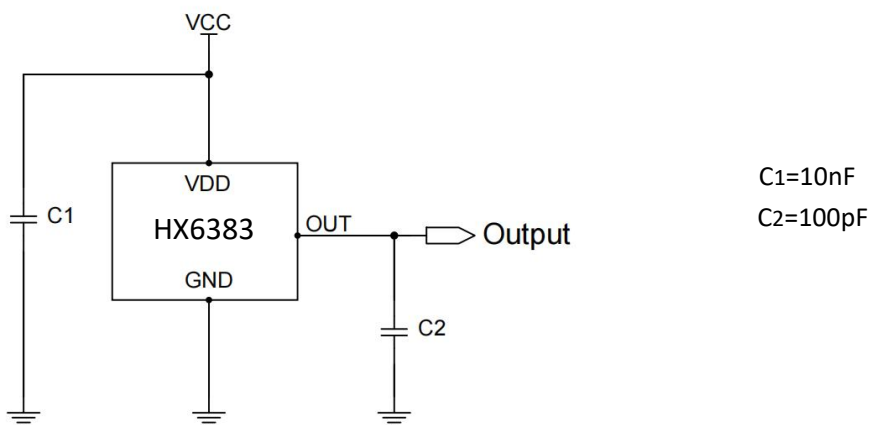 VCC
VDD
C1
HX6383
OUT
Output
GND
C2
C1=10nF
C2=100pF